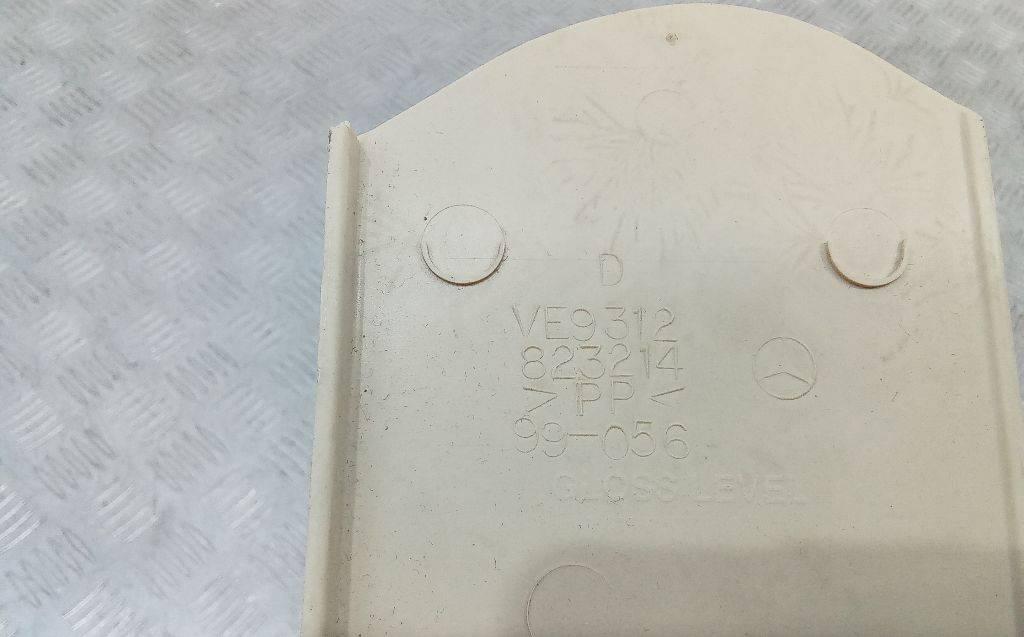 D
VE9312
823214
>PP<
99-056
GLOSS LEVEL